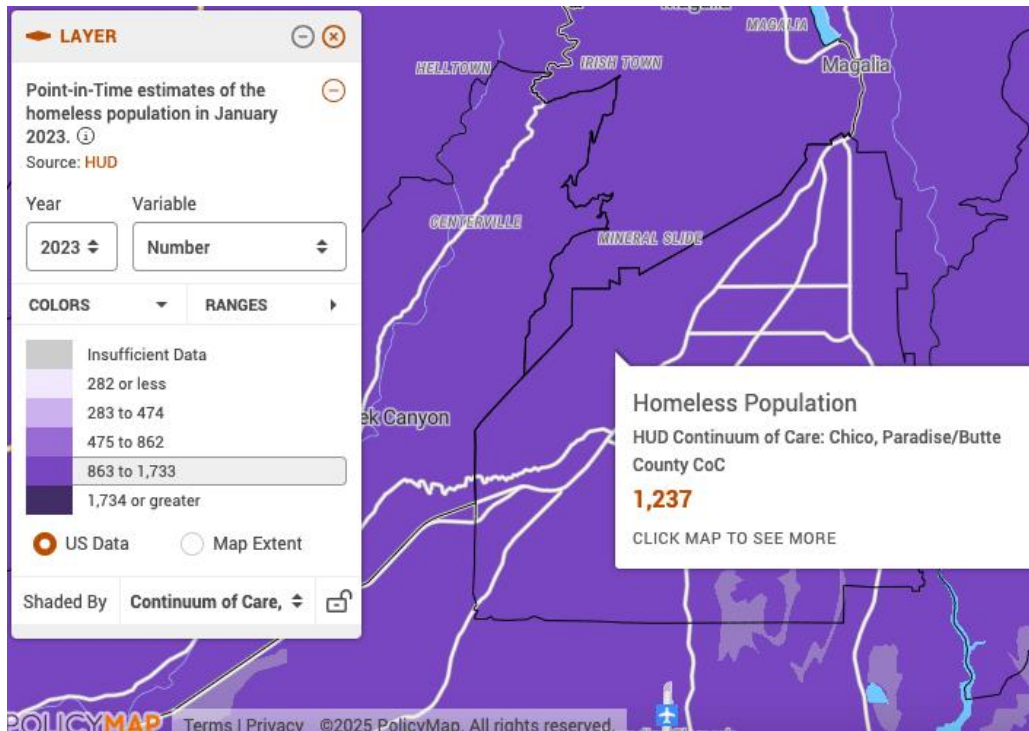 LAYER
Point-in-Time estimates of the
homeless population in January
2023.
Source: HUD
Year
Variable
2023
Number
COLORS
RANGES
Insufficient Data
282 or less
283 to 474
475 to 862
863 to 1,733
1,734 or greater
US Data
Map Extent
Shaded By
Continuum of Care,
MAGALIA
Magalia
HELLTOWN
IRISH TOWN
CENTERVILLE
MINERAL SLIDE
ek Canyon
Homeless Population
HUD Continuum of Care: Chico, Paradise/Butte
County CoC
1,237
CLICK MAP TO SEE MORE
POLICYMAP
Terms | Privacy ©2025 PolicyMap. All rights reserved.